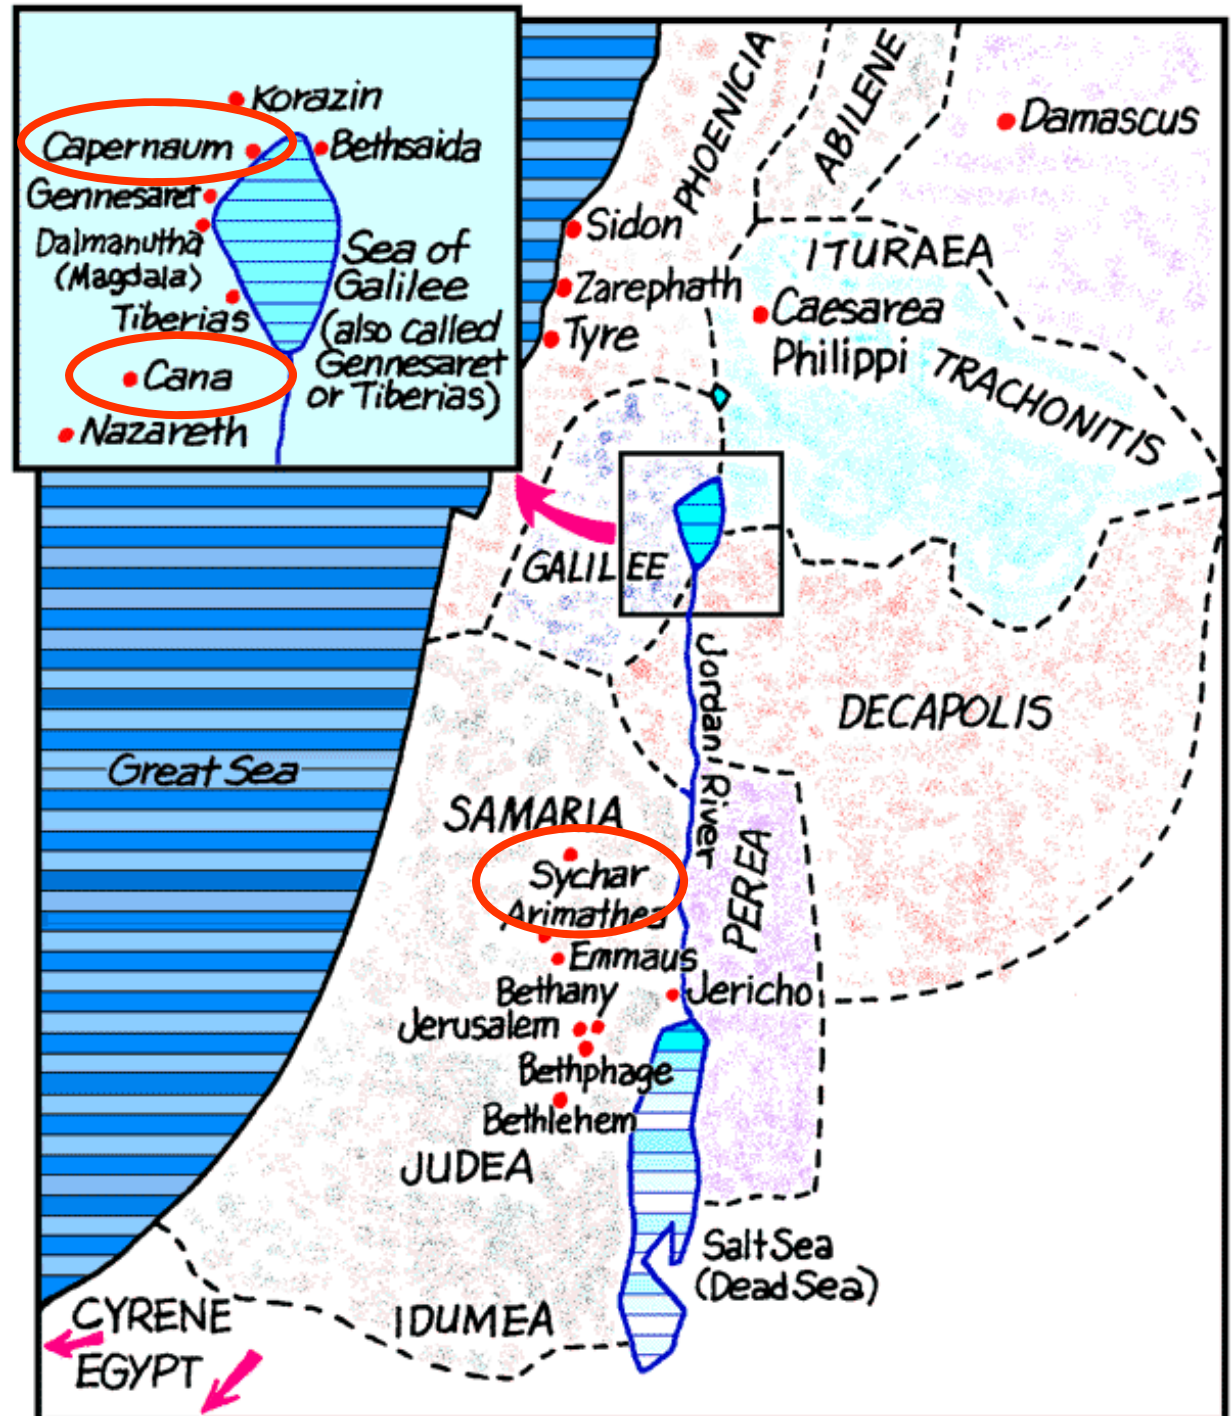 Korazin
Capernaum
Bethsaida
Gennesaret
Dalmanutha
(Magdala)
Tiberias
Sea of
Galilee
(also called
Gennesaret
or Tiberias)
Cana
Nazareth
PHOENICIA
ABILENE
Damascus
Sidon
ITURAEA
Zarephath
Caesarea
Philippi
Tyre
TRACHONITIS
GALILEE
Jordan River
DECAPOLIS
Great Sea
SAMARIA
Sychar
Arimathea
PEREA
Emmaus
Bethany
Jericho
Jerusalem
Bethphage
Bethlehem
JUDEA
Salt Sea
(Dead Sea)
CYRENE
IDUMEA
EGYPT